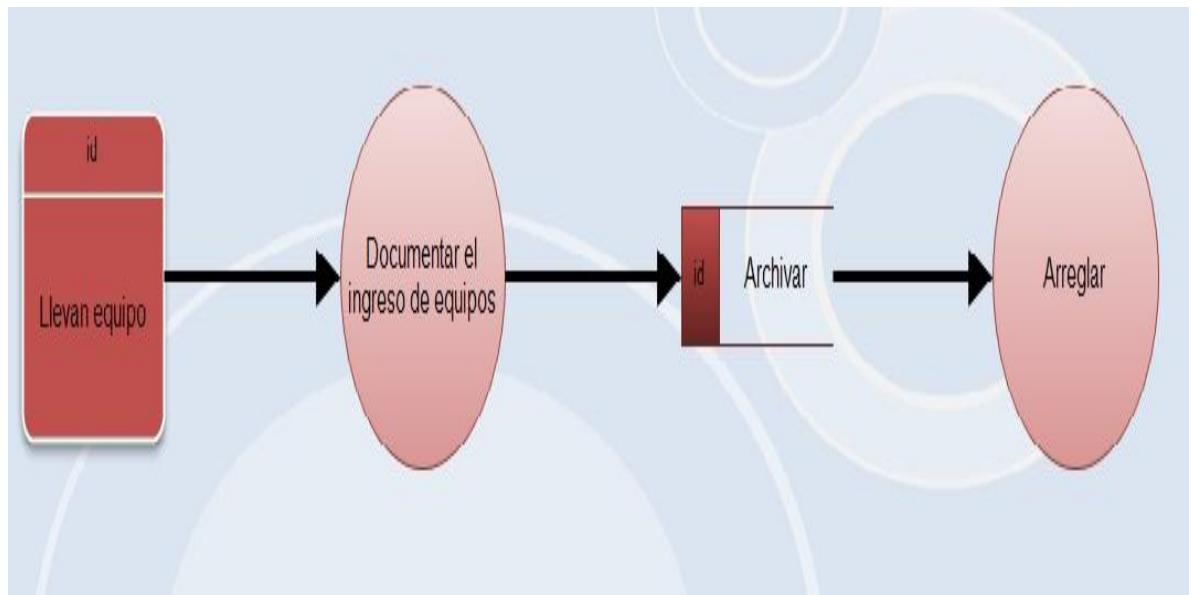 id
Llevan equipo
Documentar el
ingreso de equipos
id
Archivar
Arreglar